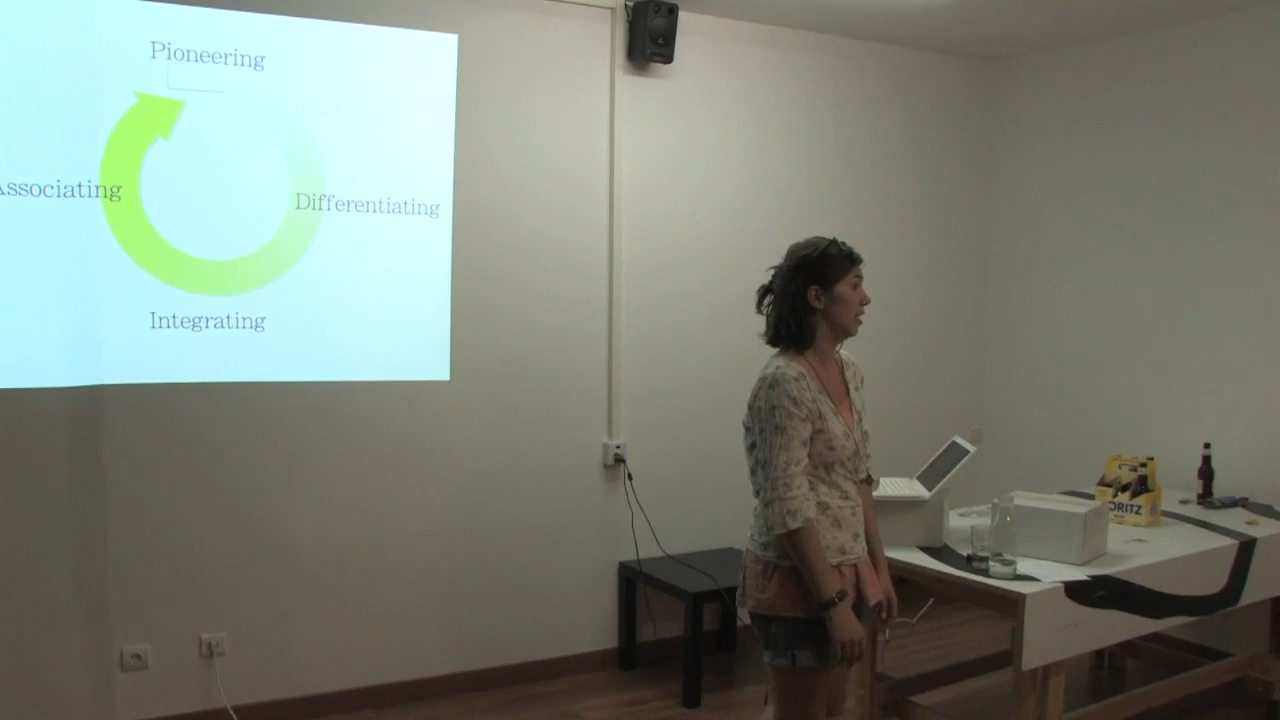 Pioneering
Associating
Differentiating
Integrating
ORITZ